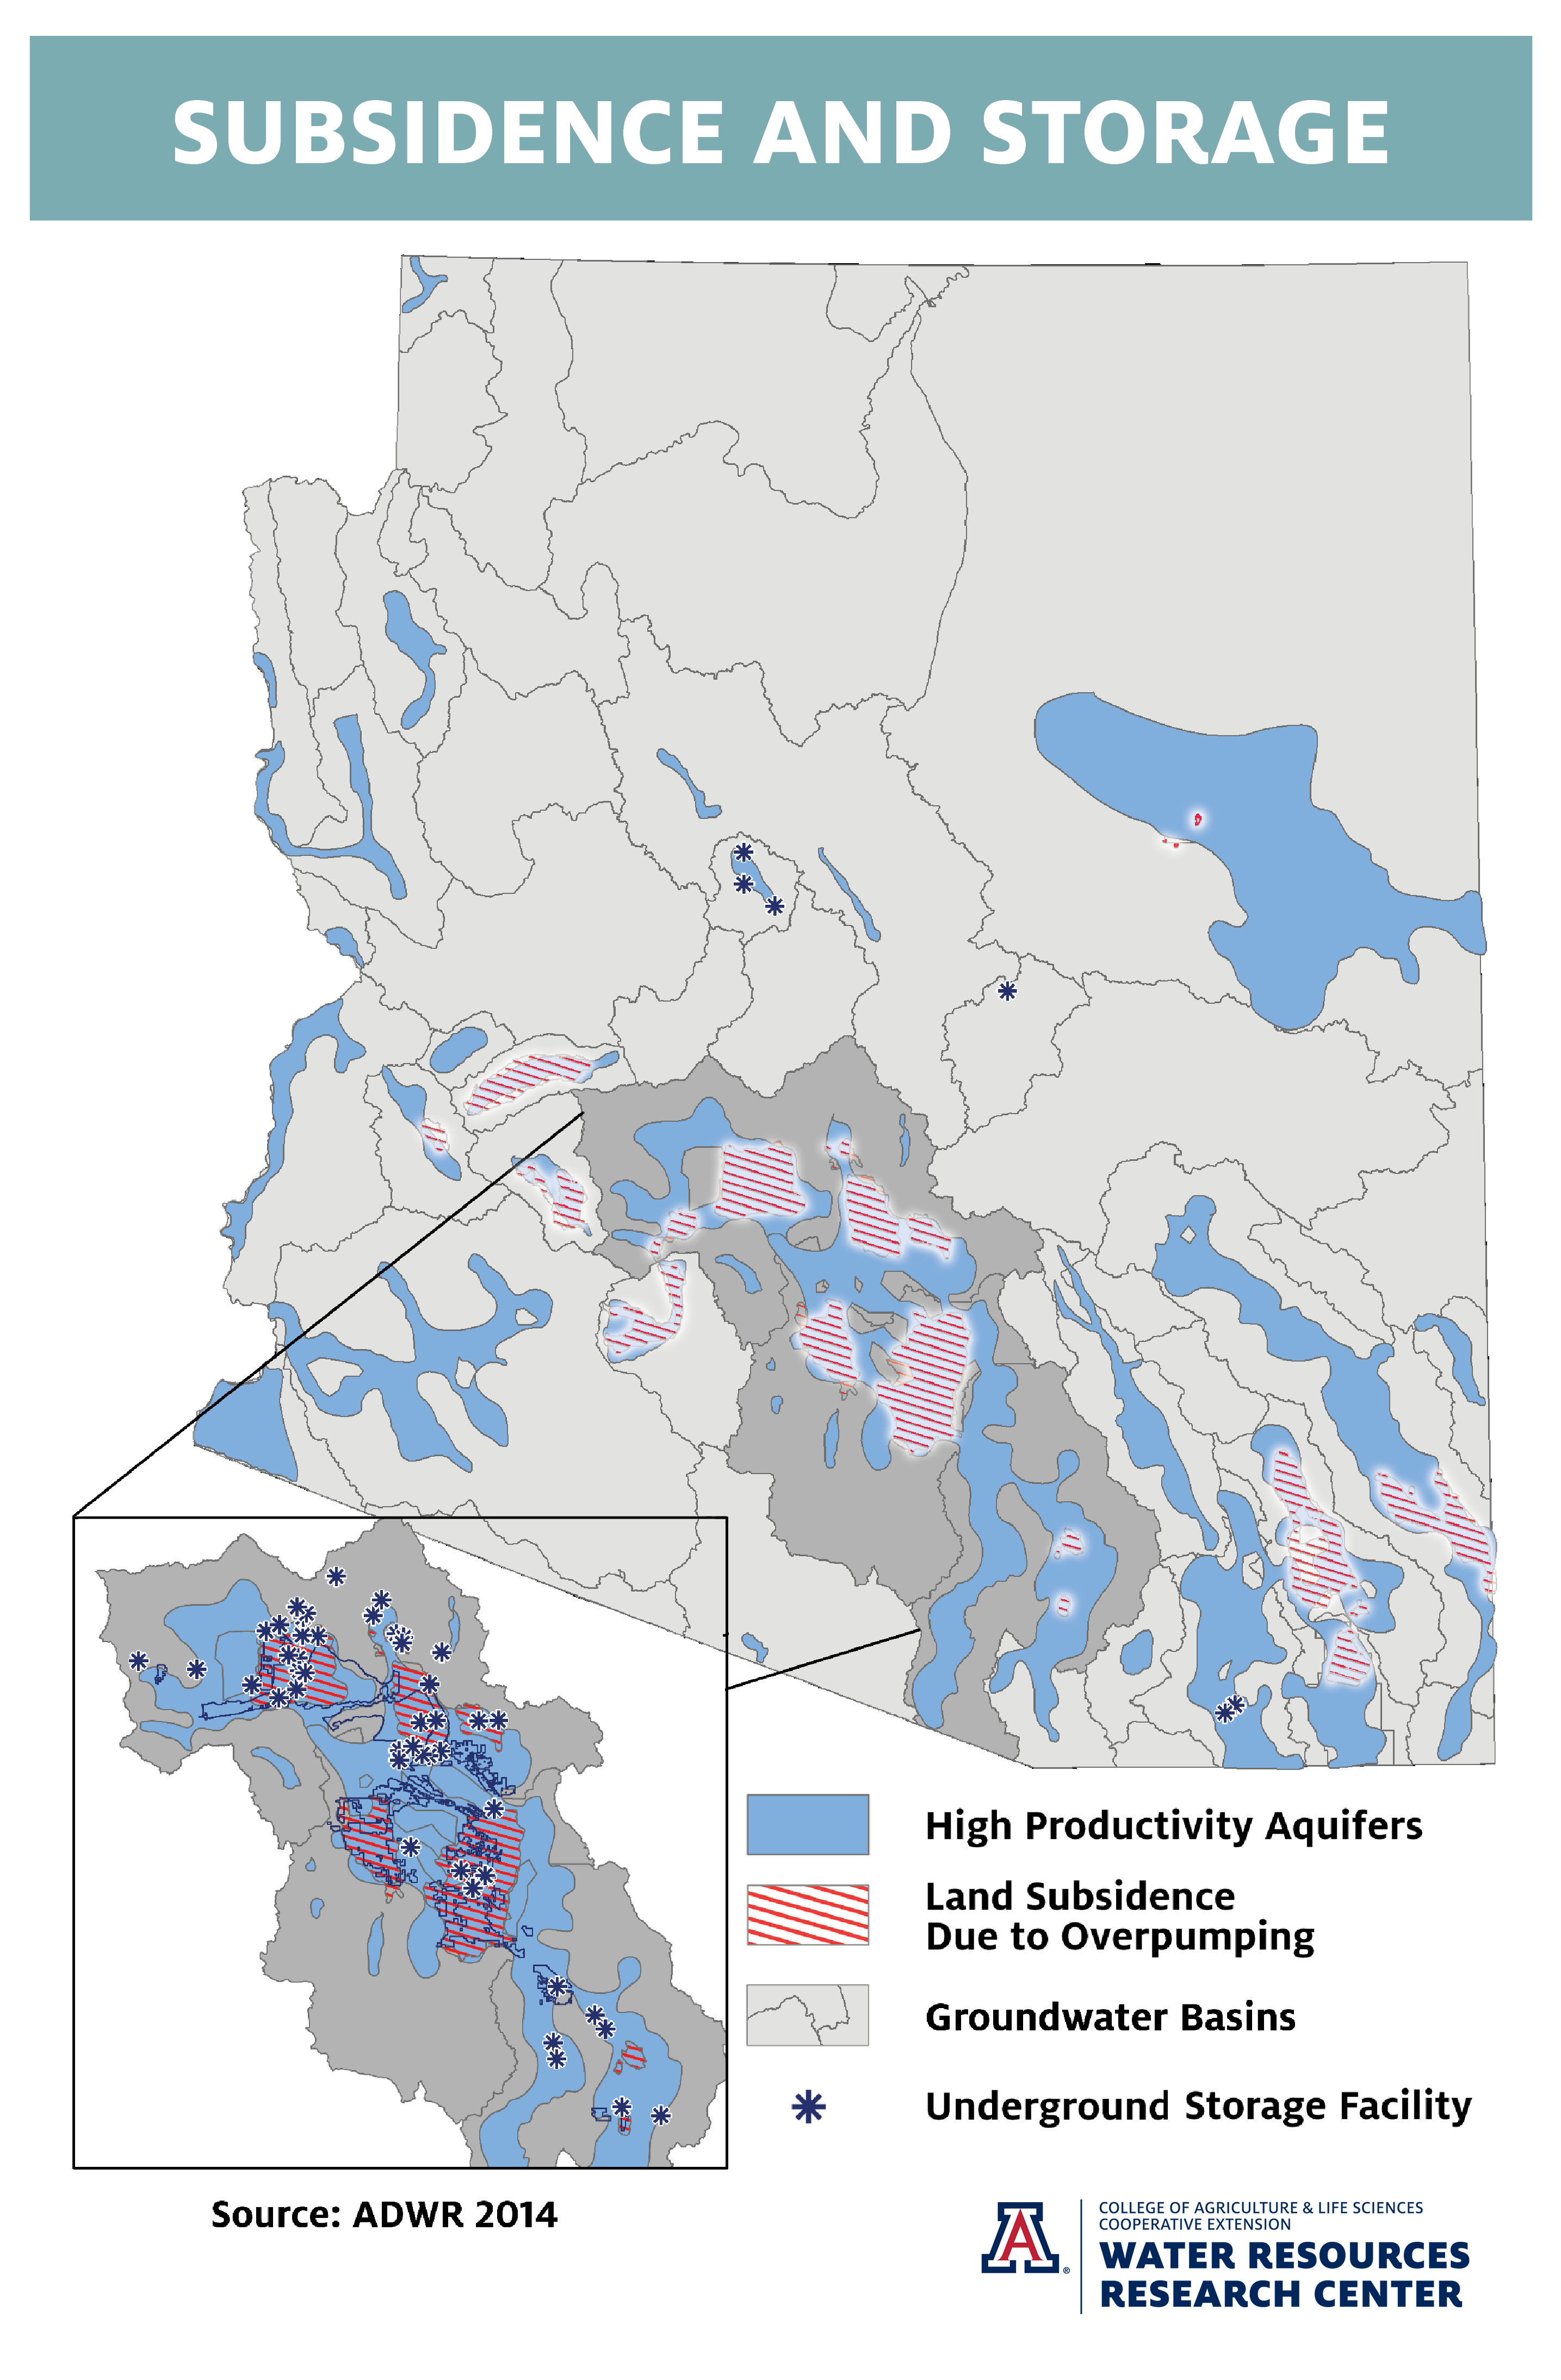 SUBSIDENCE AND STORAGE
High Productivity Aquifers
Land Subsidence
Due to Overpumping
Groundwater Basins
Underground Storage Facility
Source: ADWR 2014
A®
COLLEGE OF AGRICULTURE & LIFE SCIENCES
COOPERATIVE EXTENSION
WATER RESOURCES
RESEARCH CENTER